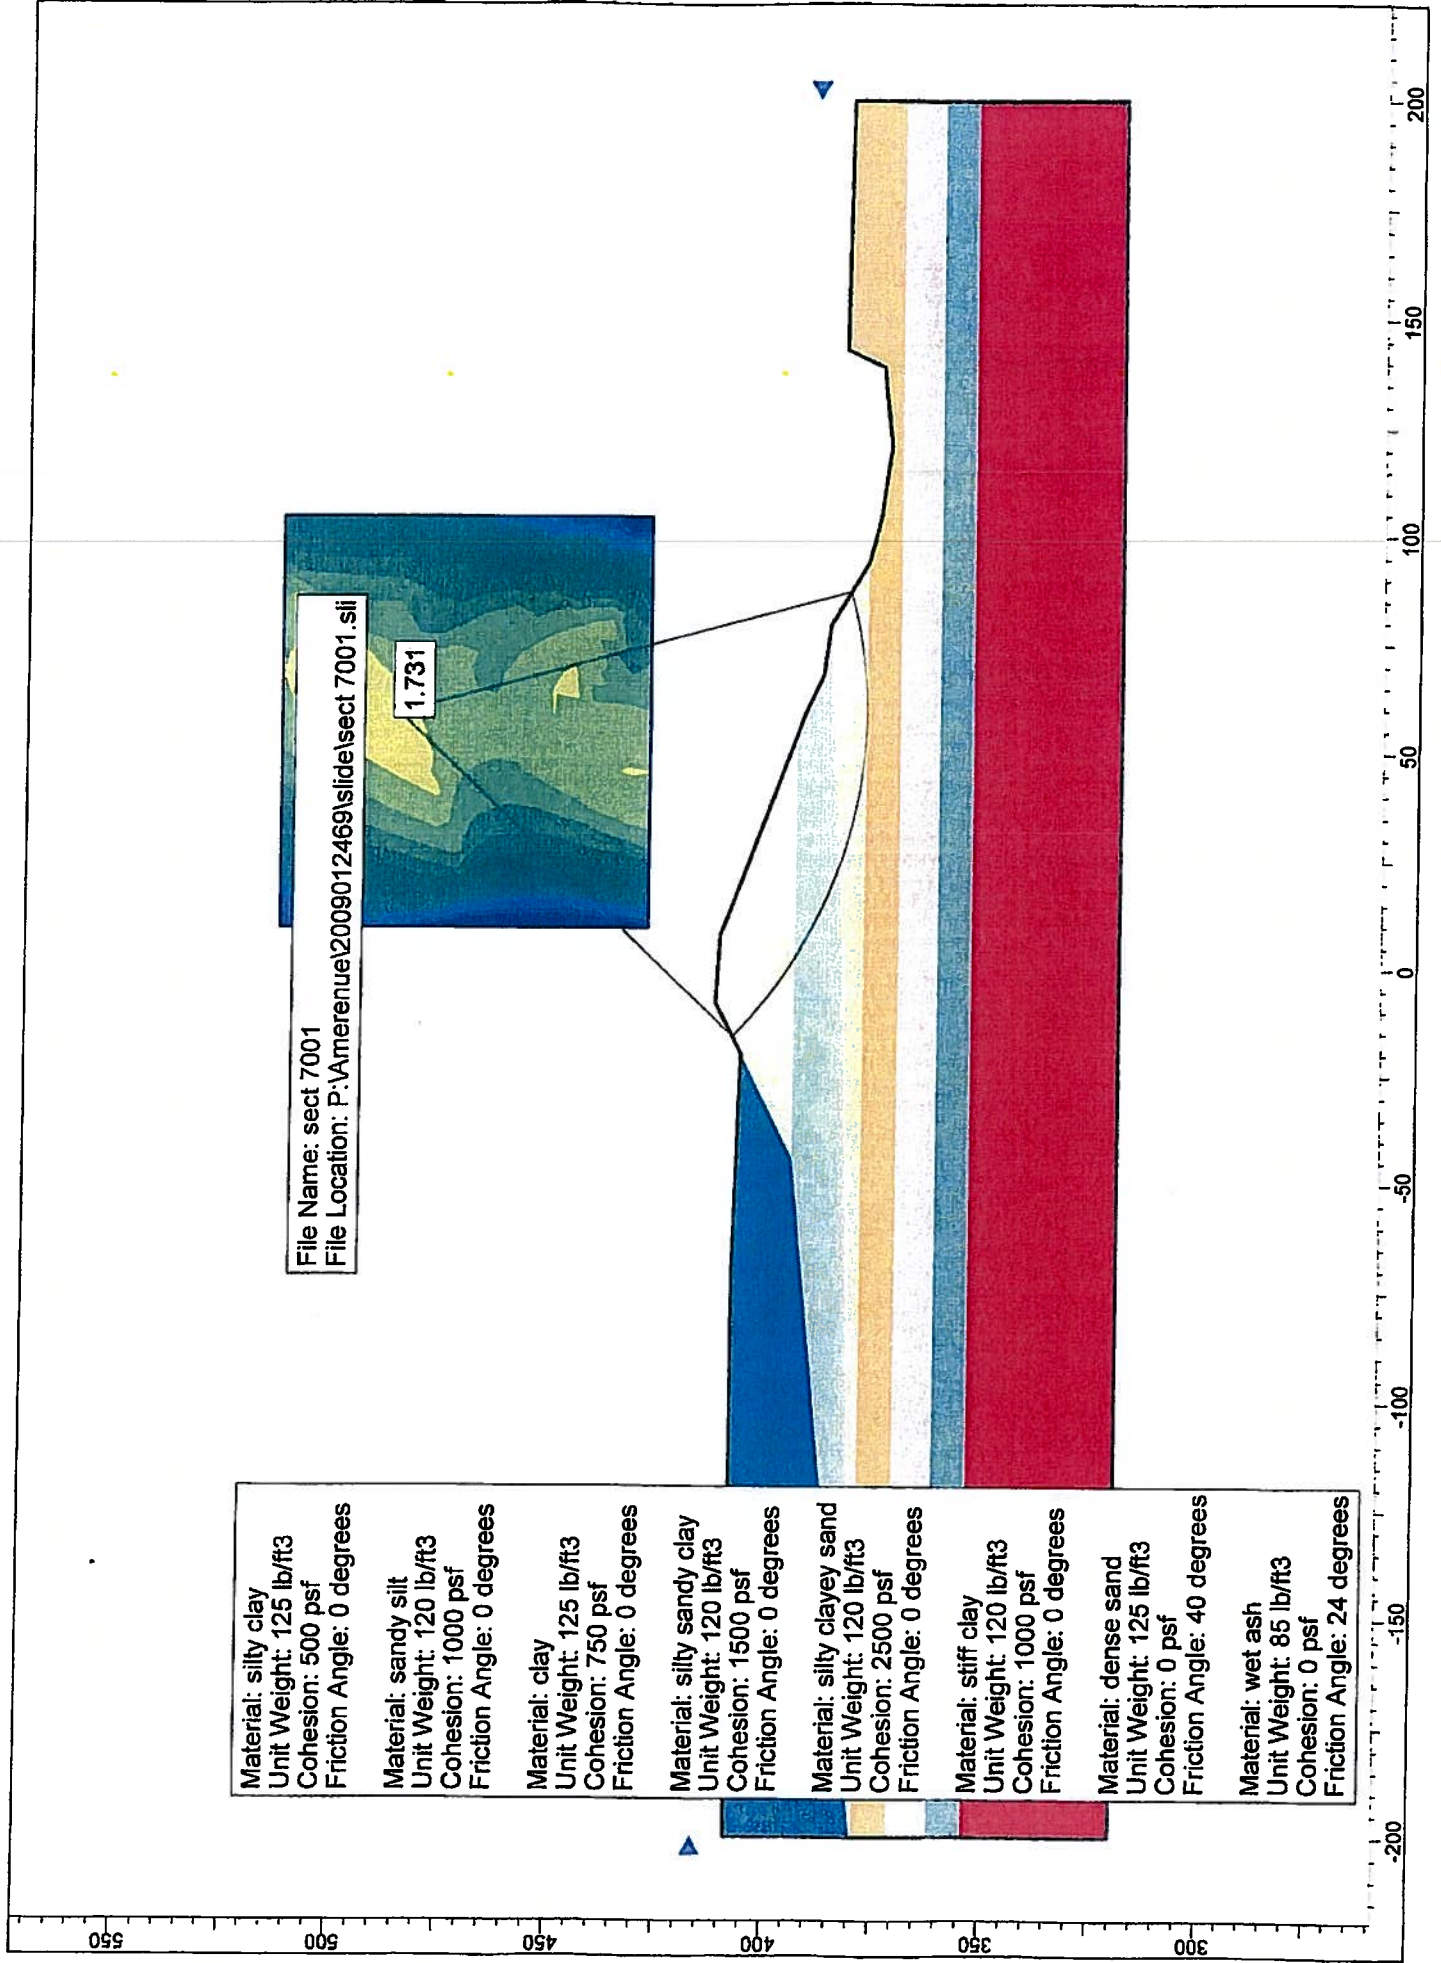 File Name: sect 7001
File Location: P:\Amerenue\2009012469\slide\sect 7001.sli
1.731
Material: silty clay
Unit Weight: 125 lb/ft3
Cohesion: 500 psf
Friction Angle: 0 degrees
Material: sandy silt
Unit Weight: 120 lb/ft3
Cohesion: 1000 psf
Friction Angle: 0 degrees
Material: clay
Unit Weight: 125 lb/ft3
Cohesion: 750 psf
Friction Angle: 0 degrees
Material: silty sandy clay
Unit Weight: 120 lb/ft3
Cohesion: 1500 psf
Friction Angle: 0 degrees
Material: silty clayey sand
Unit Weight: 120 lb/ft3
Cohesion: 2500 psf
Friction Angle: 0 degrees
Material: stiff clay
Unit Weight: 120 lb/ft3
Cohesion: 1000 psf
Friction Angle: 0 degrees
Material: dense sand
Unit Weight: 125 lb/ft3
Cohesion: 0 psf
Friction Angle: 40 degrees
Material: wet ash
Unit Weight: 85 lb/ft3
Cohesion: 0 psf
Friction Angle: 24 degrees
550
500
450
400
350
300
-200 -150 -100 -50 0 50 100 150 200